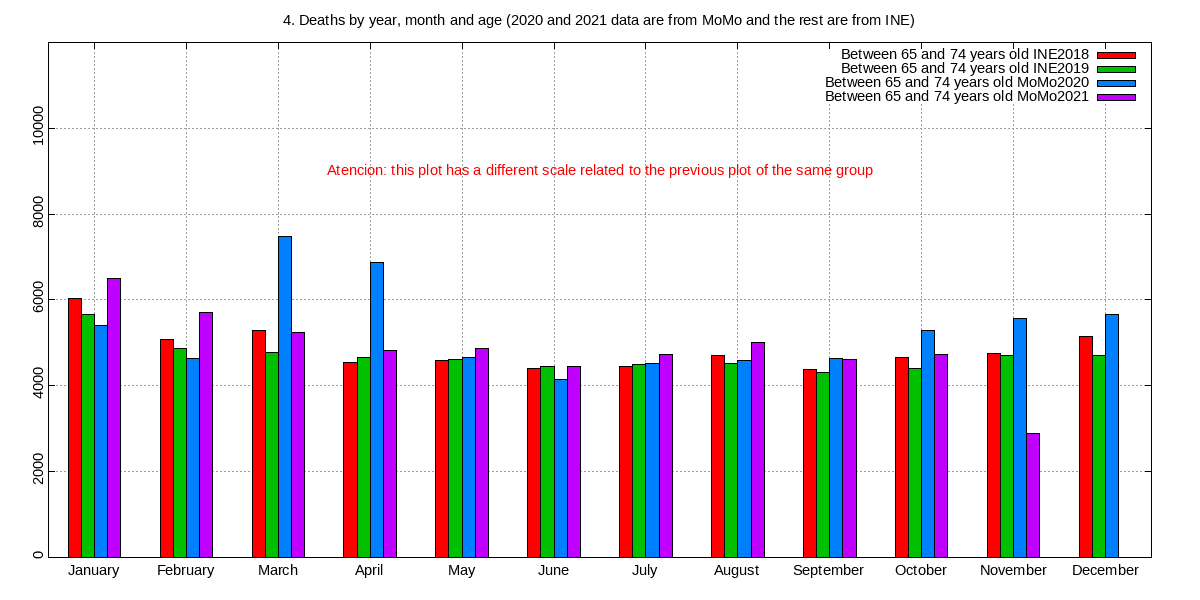 4. Deaths by year, month and age (2020 and 2021 data are from MoMo and the rest are from INE)
Between 65 and 74 years old INE2018
Between 65 and 74 years old INE2019
Between 65 and 74 years old MoMo2020
Between 65 and 74 years old MoMo2021
Atencion: this plot has a different scale related to the previous plot of the same group
10000
8000
6000
4000
2000
0
January February March April May June July August September October November December